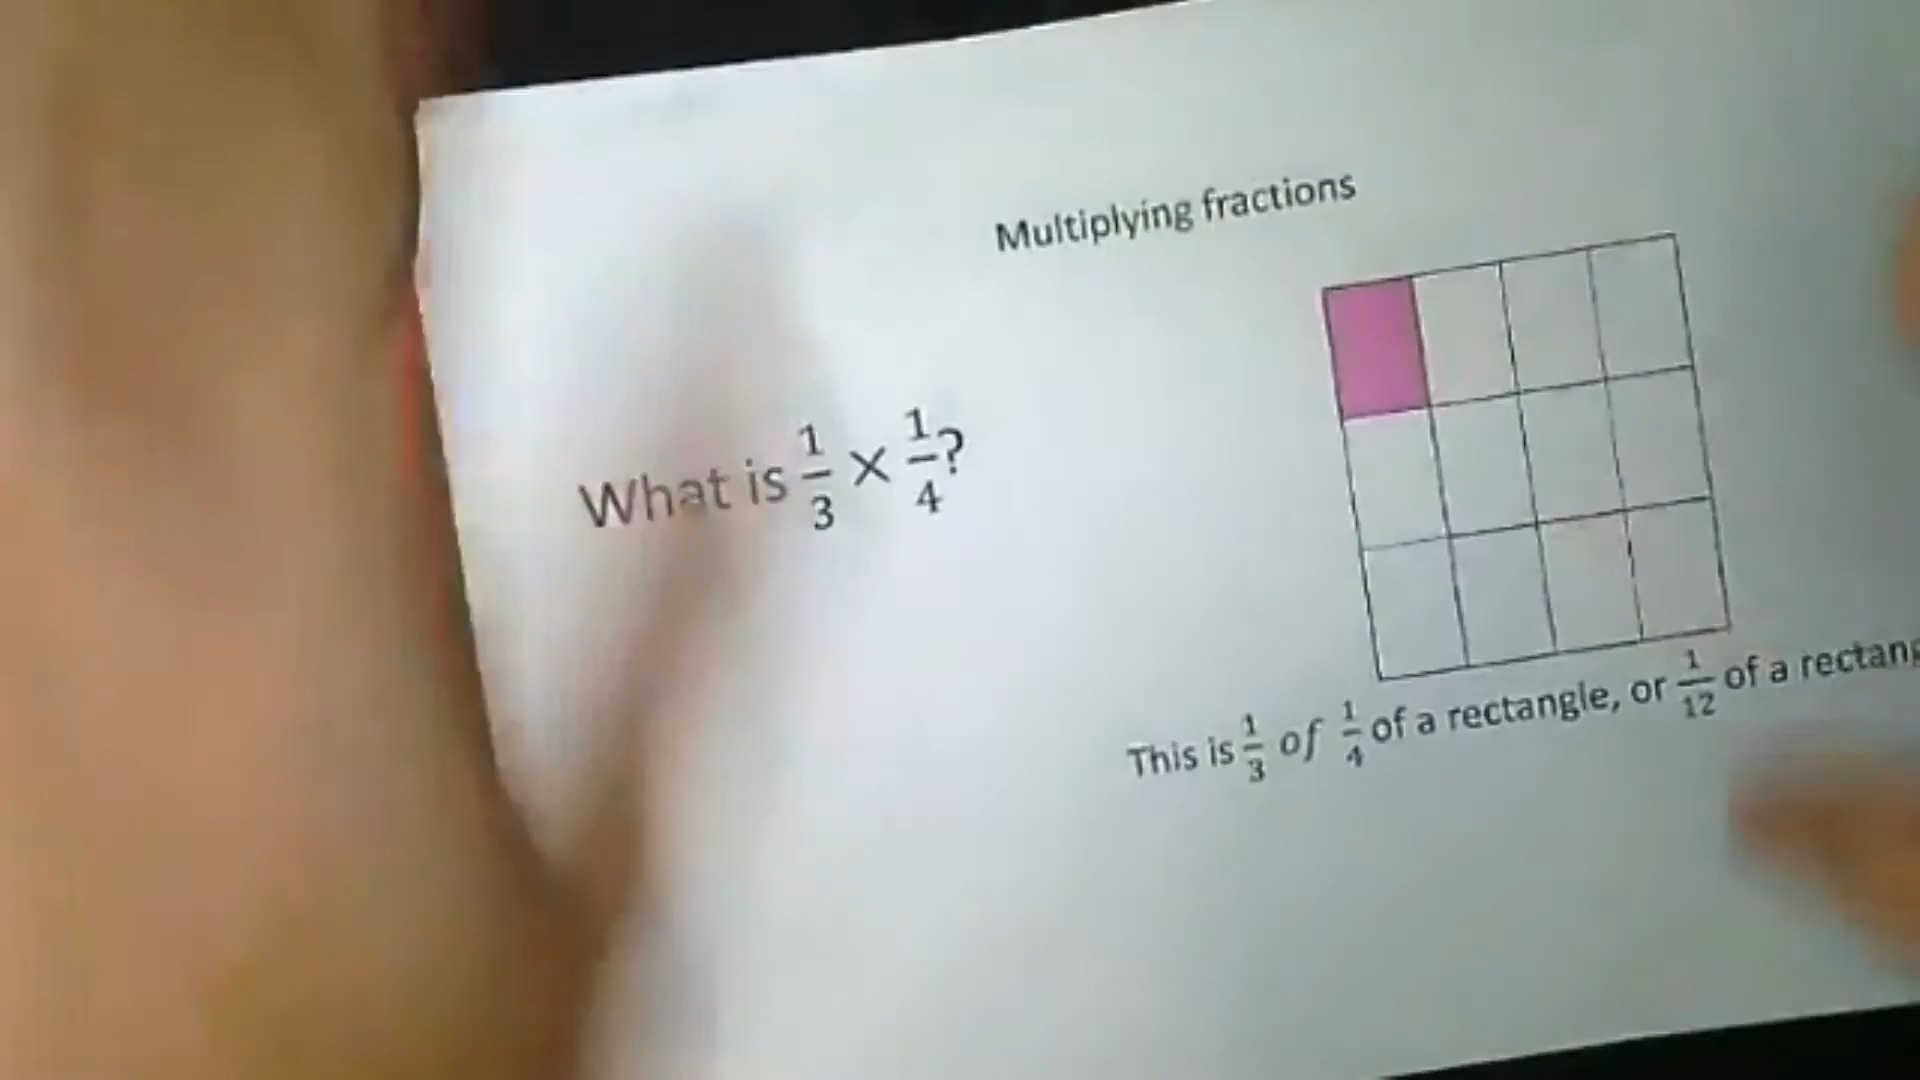 Multiplying fractions
What is 1/3 × 1/4?
This is 1/3 of 1/4 of a rectangle, or 1/12 of a